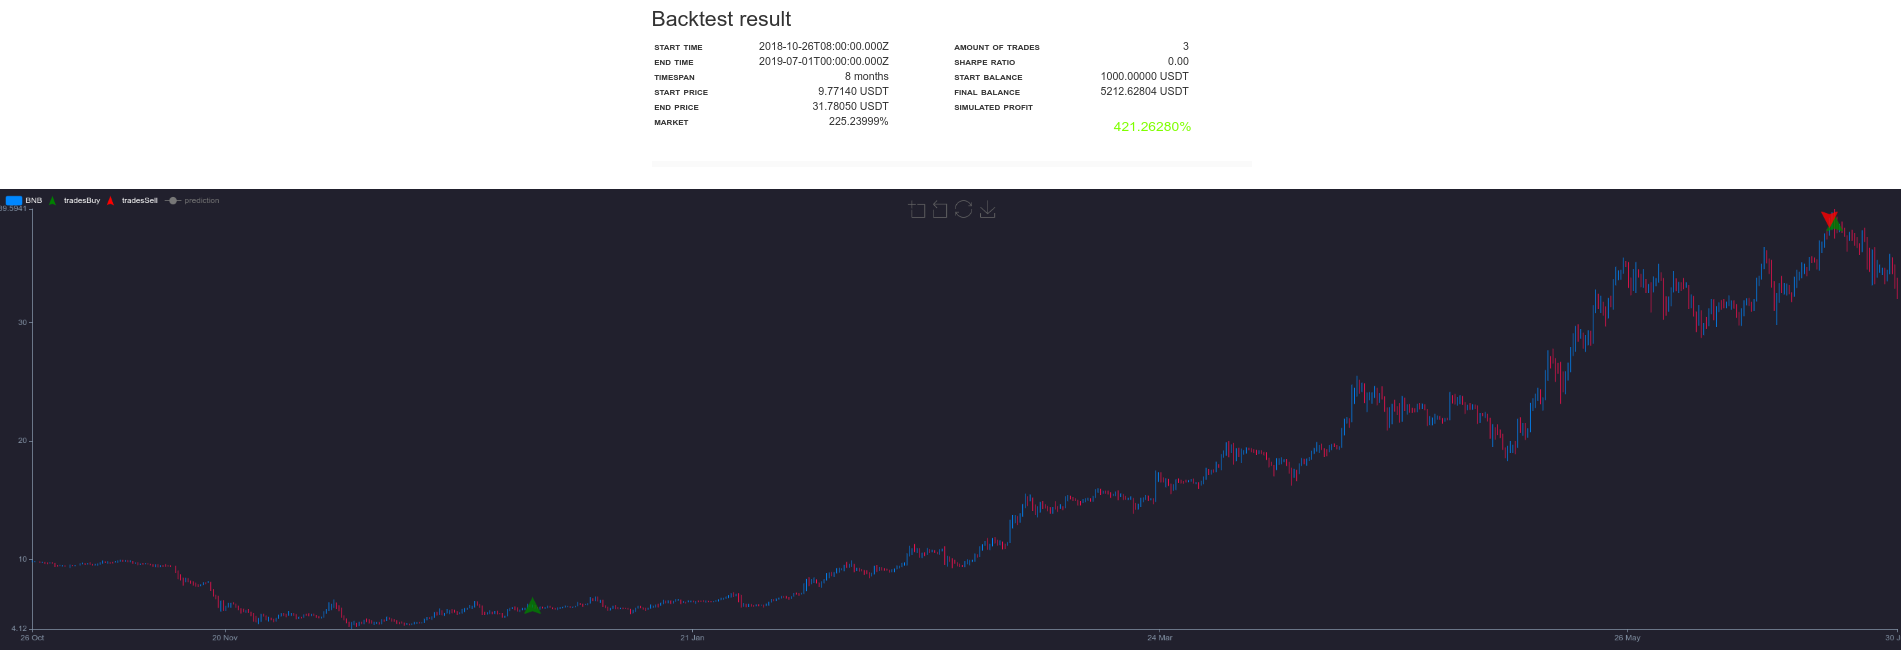 Backtest result
START TIME 2018-10-26T08:00:00.000Z
END TIME 2019-07-01T00:00:00.000Z
TIMESPAN 8 months
START PRICE 9.77140 USDT
END PRICE 31.78050 USDT
MARKET 225.23999%
AMOUNT OF TRADES 3
SHARPE RATIO 0.00
START BALANCE 1000.00000 USDT
FINAL BALANCE 5212.62804 USDT
SIMULATED PROFIT
421.26280%
BNB tradesBuy tradesSell prediction
39.5941
30
20
10
4.12
26 Oct 20 Nov 21 Jan 24 Mar 26 May 30 J